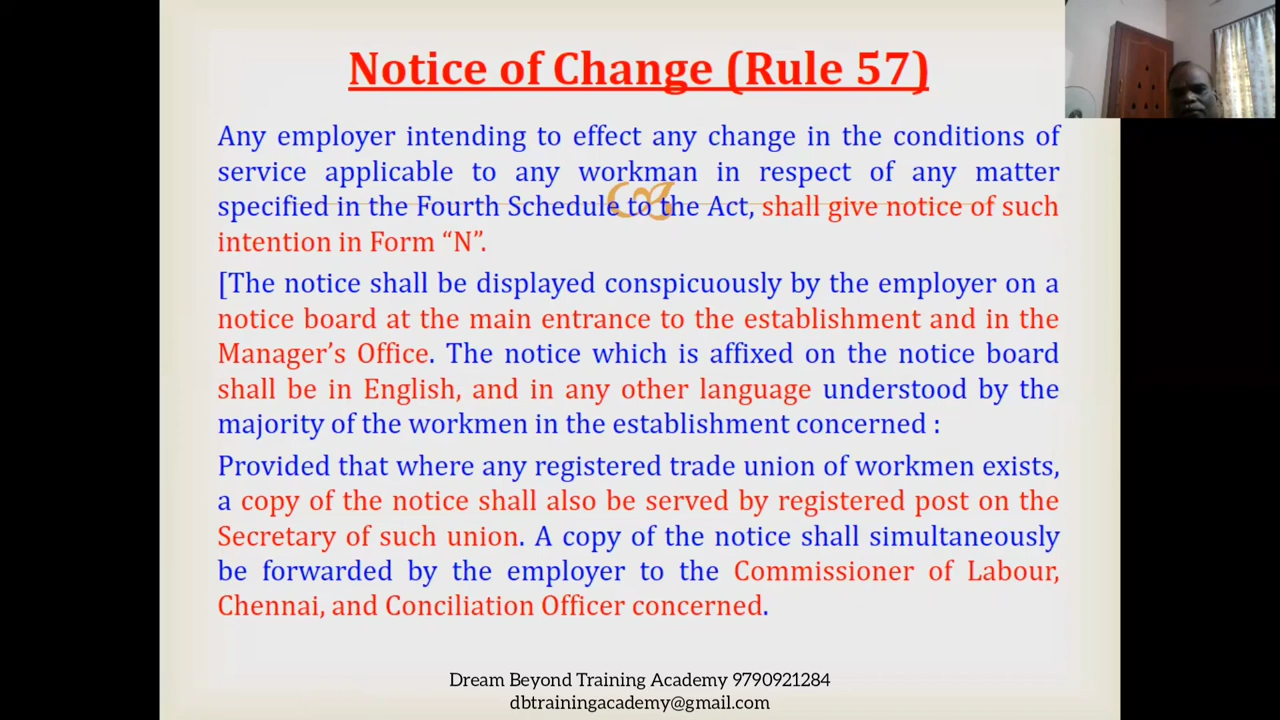 Notice of Change (Rule 57)
Any employer intending to effect any change in the conditions of
service applicable to any workman in respect of any matter
specified in the Fourth Schedule to the Act, shall give notice of such
intention in Form “N”.
[The notice shall be displayed conspicuously by the employer on a
notice board at the main entrance to the establishment and in the
Manager’s Office. The notice which is affixed on the notice board
shall be in English, and in any other language understood by the
majority of the workmen in the establishment concerned :
Provided that where any registered trade union of workmen exists,
a copy of the notice shall also be served by registered post on the
Secretary of such union. A copy of the notice shall simultaneously
be forwarded by the employer to the Commissioner of Labour,
Chennai, and Conciliation Officer concerned.
Dream Beyond Training Academy 9790921284
dbtrainingacademy@gmail.com